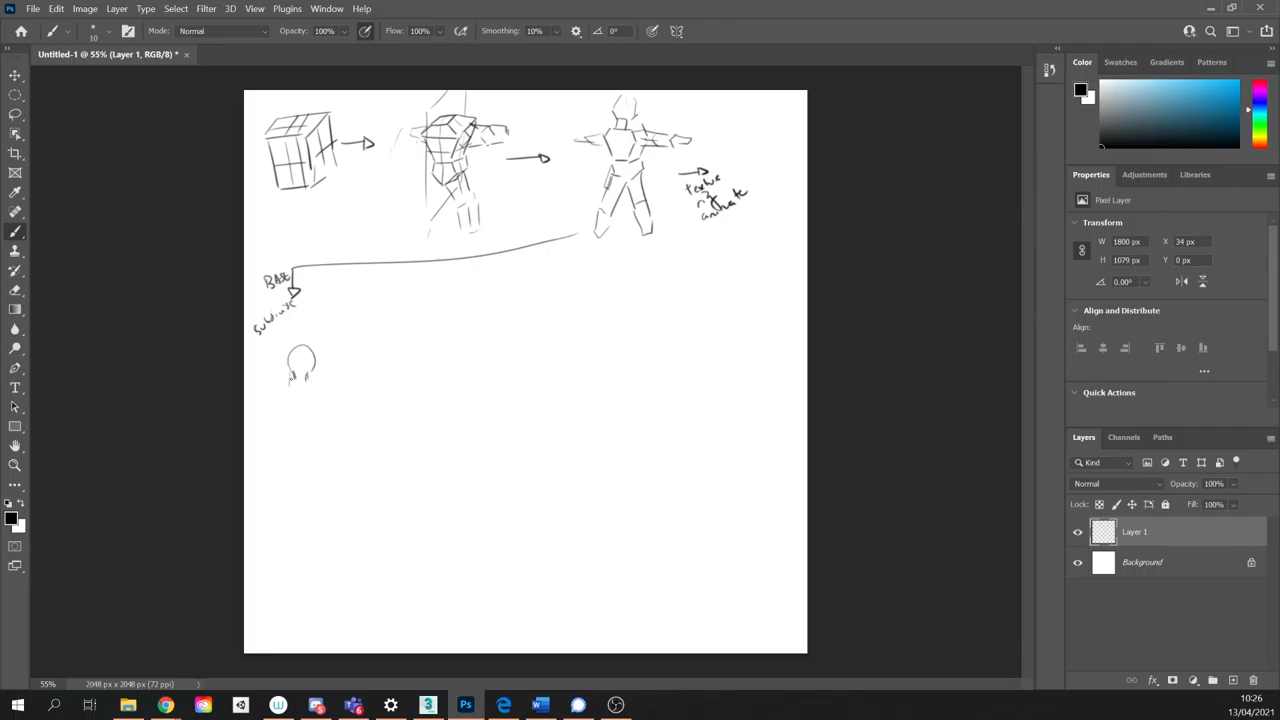 Ps File Edit Image Layer Type Select Filter 3D View Plugins Window Help
10 Mode: Normal Opacity: 100% Flow: 100% Smoothing: 10% 0°
Untitled-1 @ 55% (Layer 1, RGB/8) *
Color Swatches Gradients Patterns
Properties Adjustments Libraries
Pixel Layer
Transform
W 1800 px X 34 px
H 1079 px Y 0 px
0.00°
Align and Distribute
Align:
Quick Actions
Layers Channels Paths
Kind
Normal Opacity: 100%
Lock: Fill: 100%
Layer 1
Background
animate
BASE
T
55% 2048 px x 2048 px (72 ppi)
10:26
13/04/2021